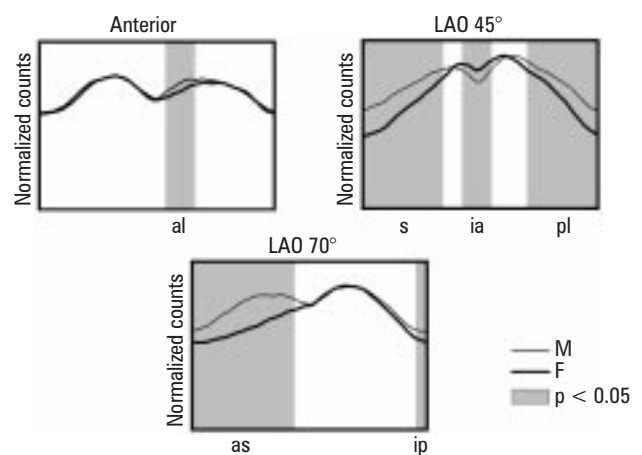 Anterior
LAO 45°
Normalized counts
Normalized counts
al
s ia pl
LAO 70°
Normalized counts
as ip
M
F
p < 0.05